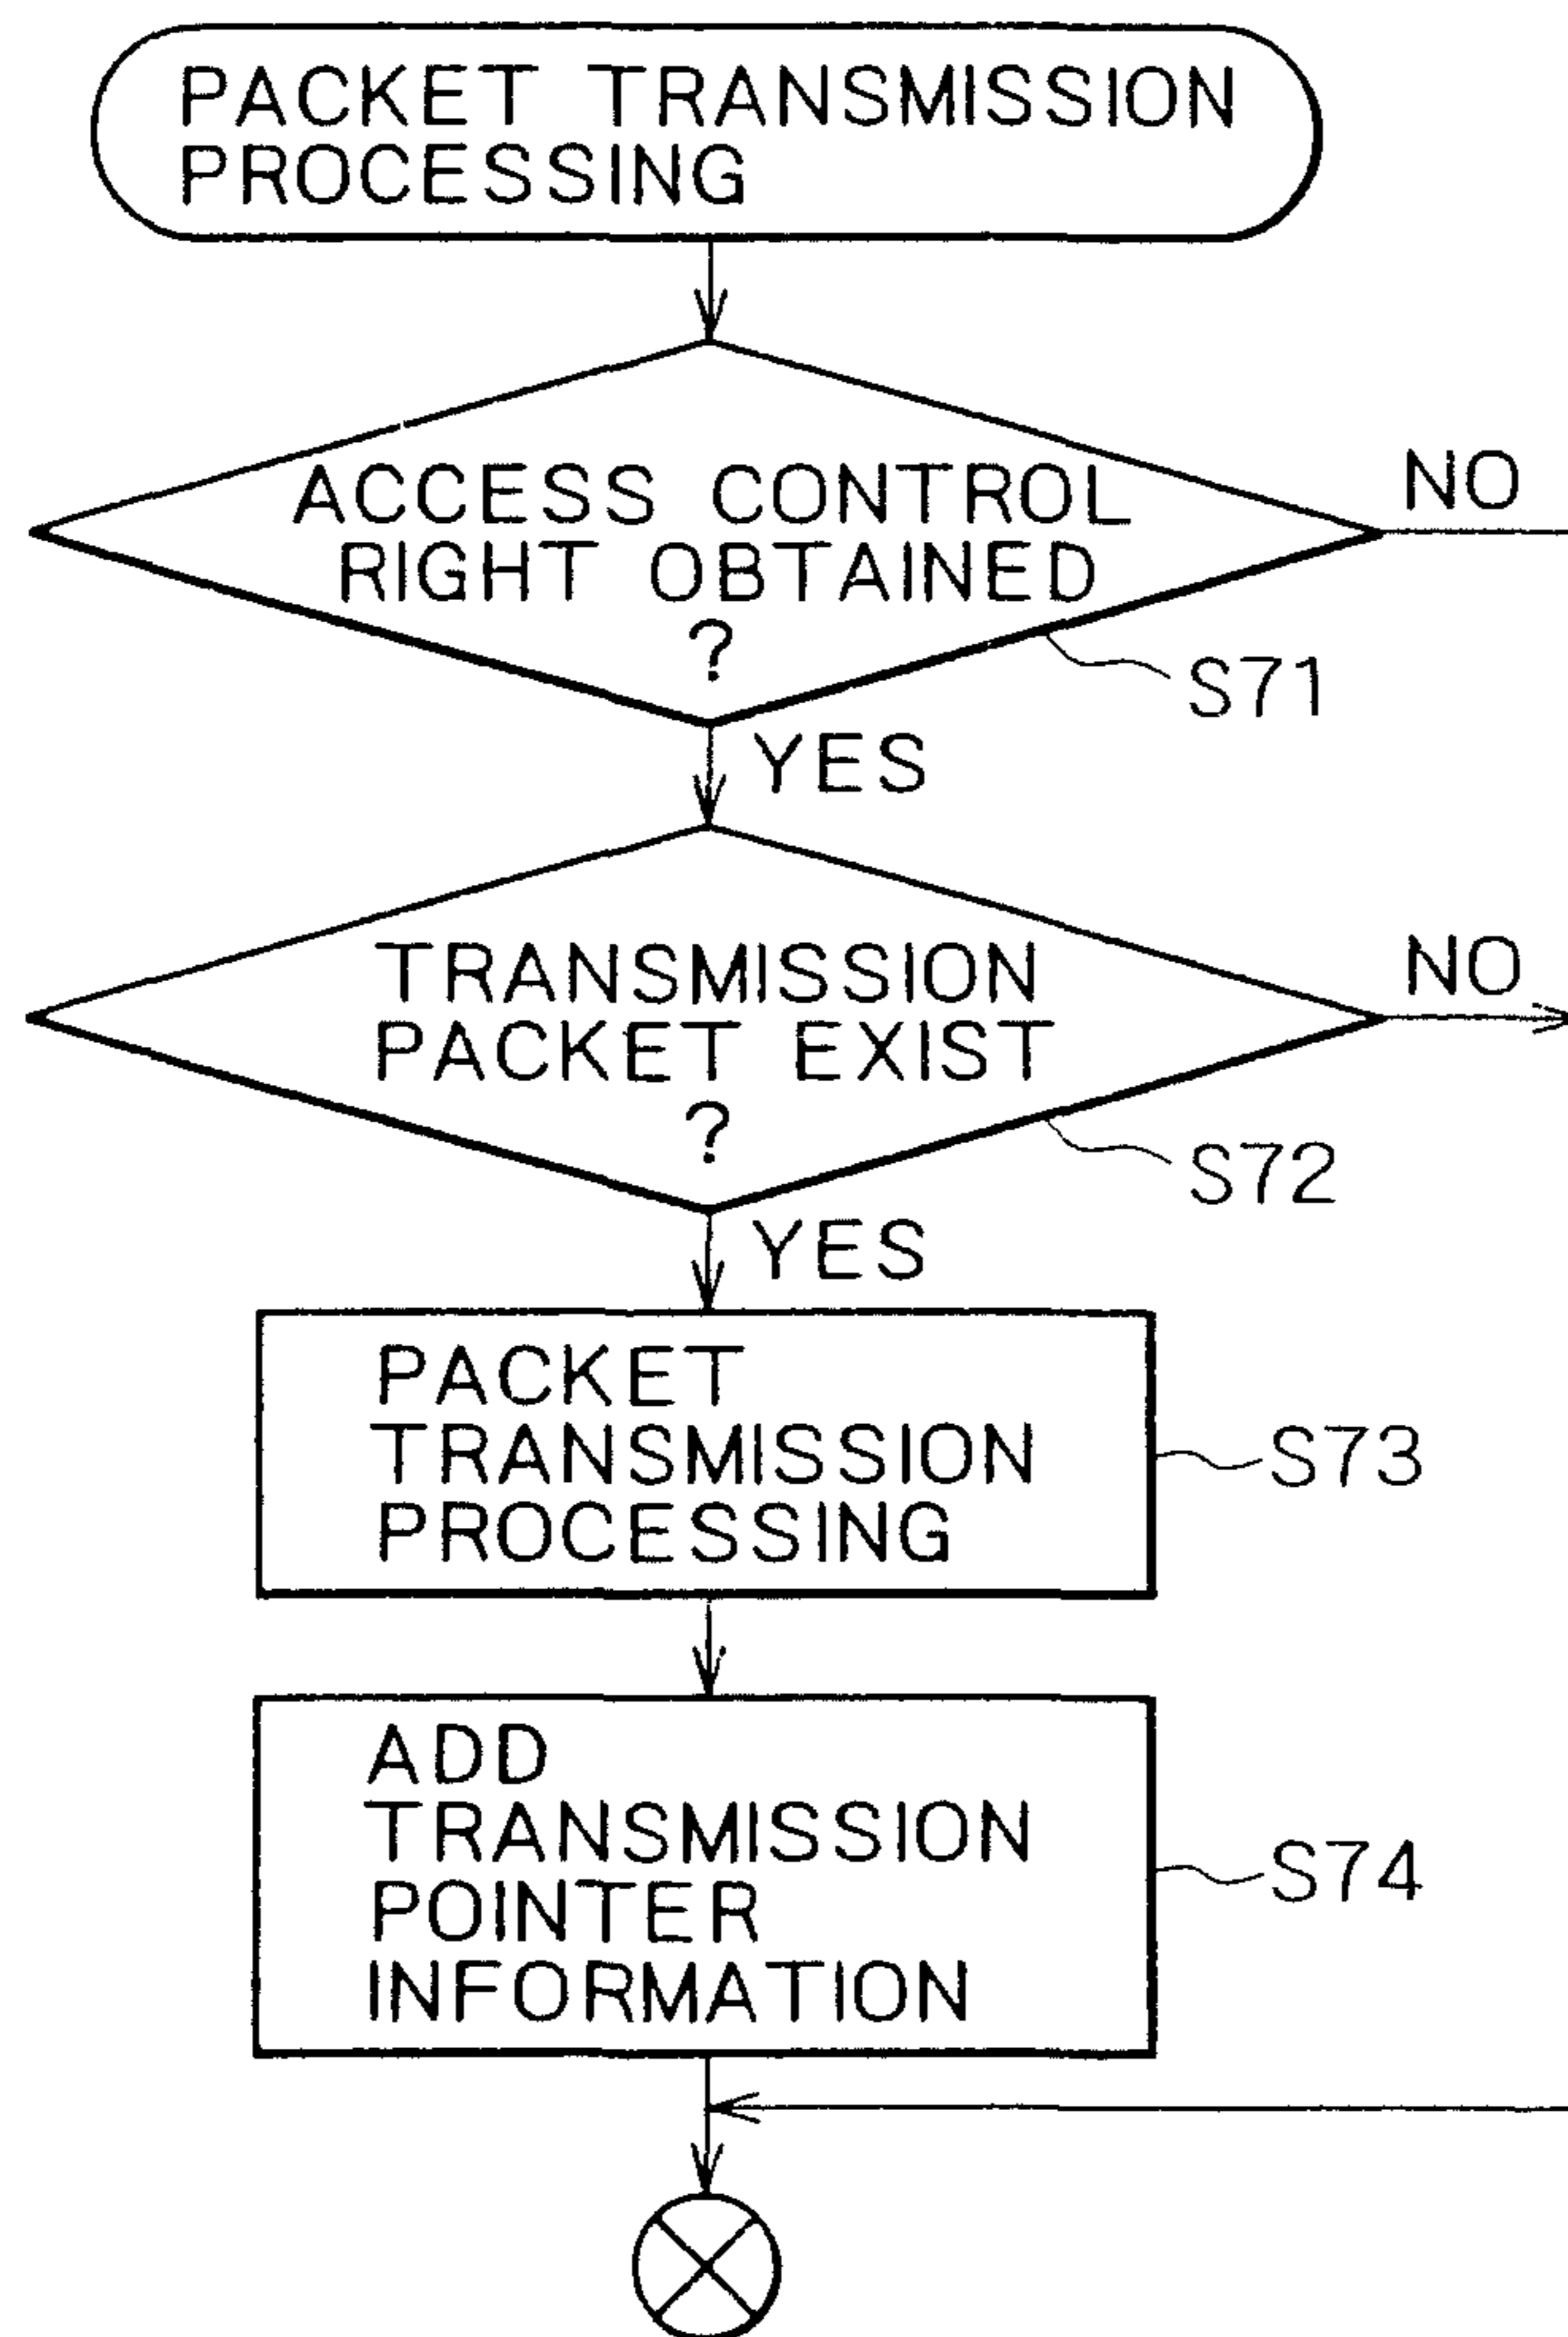 PACKET TRANSMISSION
PROCESSING
ACCESS CONTROL
RIGHT OBTAINED
?
NO
S71
YES
TRANSMISSION
PACKET EXIST
?
NO
S72
YES
PACKET
TRANSMISSION
PROCESSING
S73
ADD
TRANSMISSION
POINTER
INFORMATION
S74